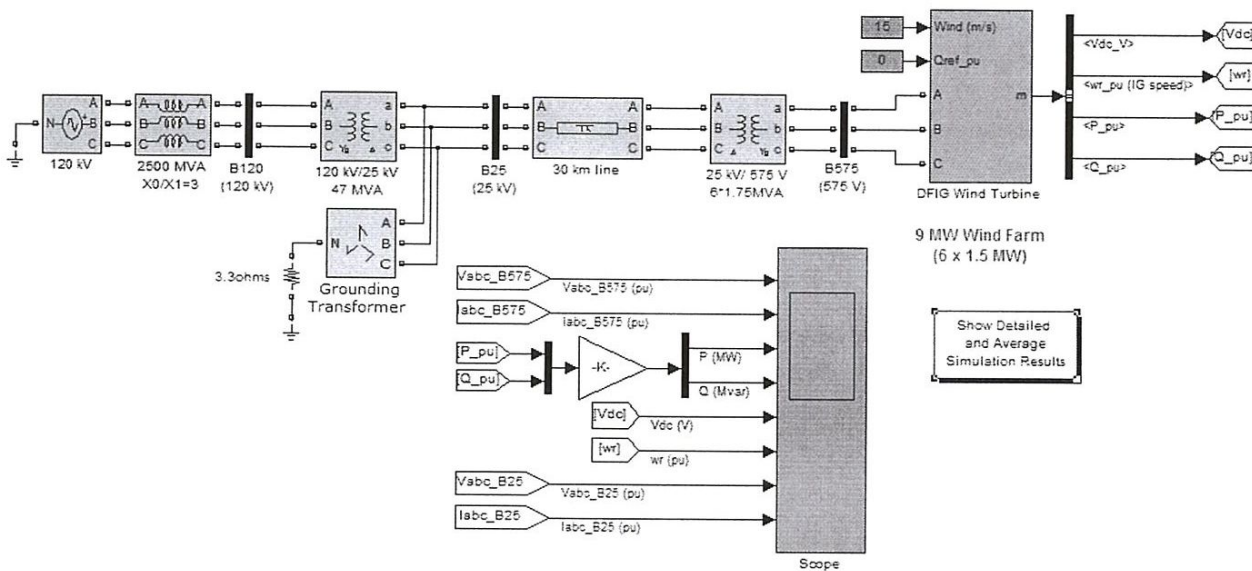 15
Wind (m/s)
0
Qref_pu
A
B
C
m
DFIG Wind Turbine
<Vdc_V>
[Vdc]
<wr_pu (IG speed)>
[wr]
<P_pu>
[P_pu]
<Q_pu>
[Q_pu]
N
A
B
C
120 kV
A A
B B
C C
2500 MVA
X0/X1=3
B120
(120 kV)
A a
B b
C c
Yg
120 kV/25 kV
47 MVA
B25
(25 kV)
A A
B B
C C
30 km line
A a
B b
C c
Yg
25 kV/ 575 V
6*1.75MVA
B575
(575 V)
9 MW Wind Farm
(6 x 1.5 MW)
N
A
B
C
3.3ohms
Grounding
Transformer
Vabc_B575
Vabc_B575 (pu)
Iabc_B575
Iabc_B575 (pu)
[P_pu]
[Q_pu]
-K-
P (MW)
Q (Mvar)
[Vdc]
Vdc (V)
[wr]
wr (pu)
Vabc_B25
Vabc_B25 (pu)
Iabc_B25
Iabc_B25 (pu)
Scope
Show Detailed
and Average
Simulation Results